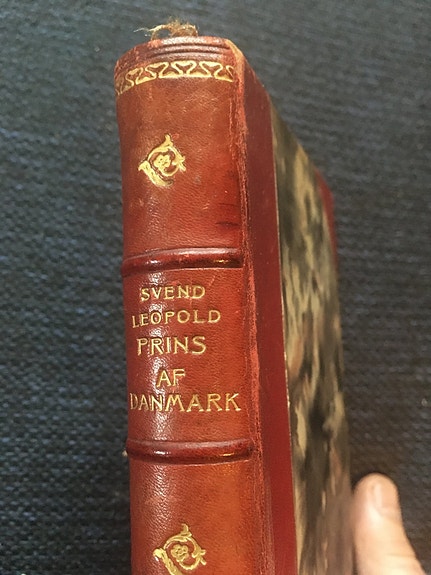 SVEND
LEOPOLD
PRINS
AF
DANMARK